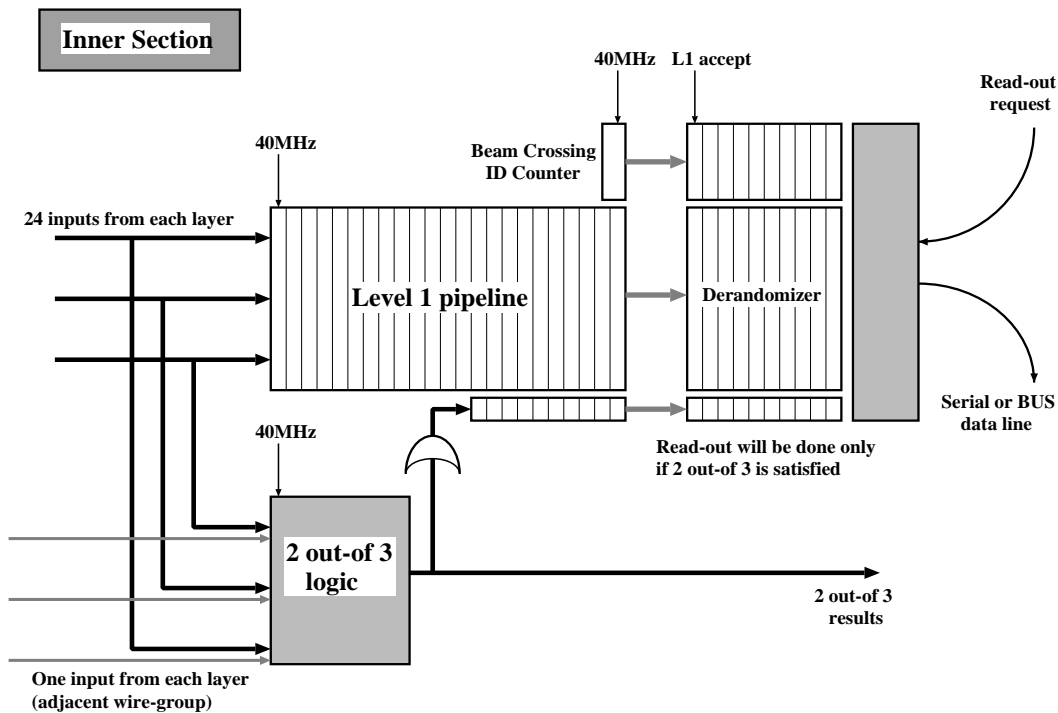 Inner Section
40MHz
L1 accept
Read-out
request
40MHz
Beam Crossing
ID Counter
24 inputs from each layer
Level 1 pipeline
Derandomizer
Serial or BUS
data line
40MHz
Read-out will be done only
if 2 out-of 3 is satisfied
2 out-of 3
logic
2 out-of 3
results
One input from each layer
(adjacent wire-group)